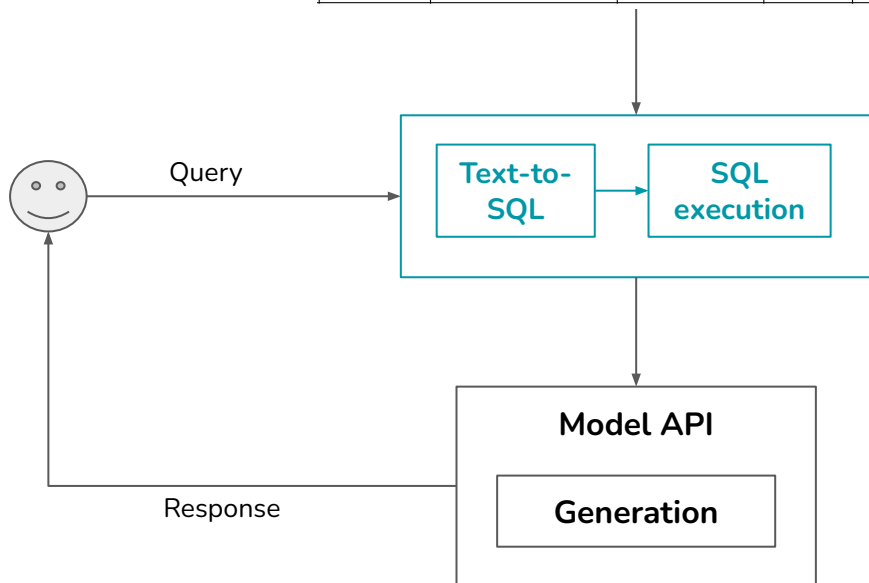 Query
Text-to-
SQL
SQL
execution
Model API
Generation
Response